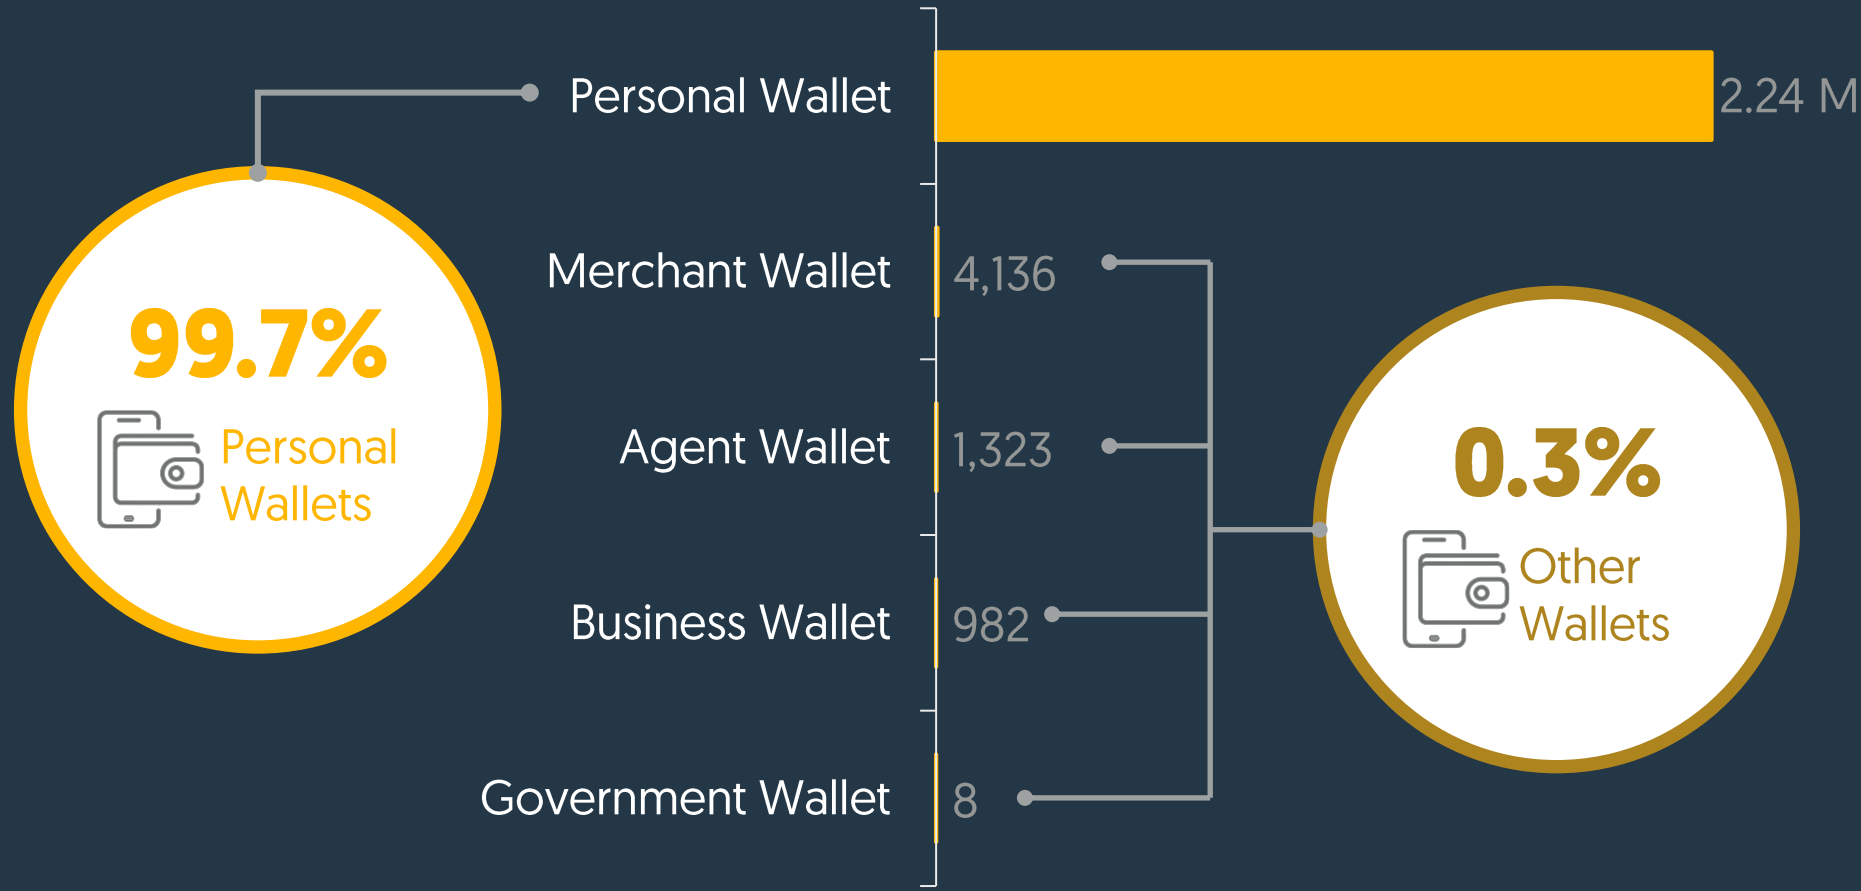 Personal Wallet
2.24 M
Merchant Wallet
4,136
Agent Wallet
1,323
Business Wallet
982
Government Wallet
8
99.7%
Personal
Wallets
0.3%
Other
Wallets